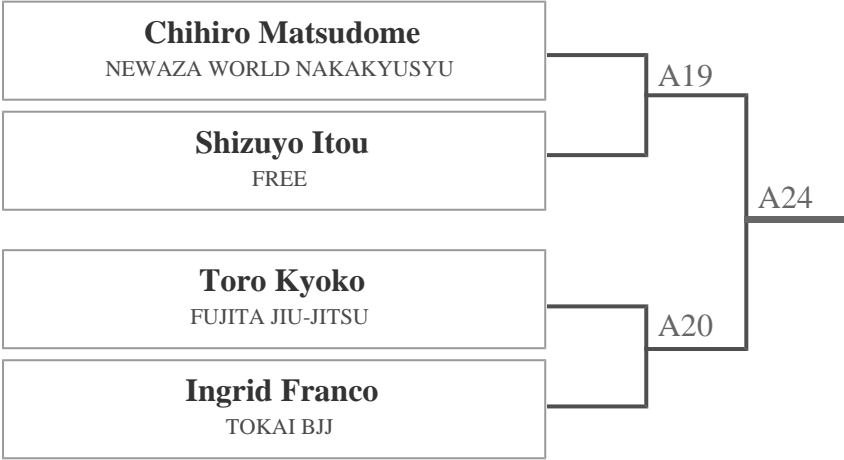 Chihiro Matsudome
NEWAZA WORLD NAKAKYUSYU
A19
Shizuyo Itou
FREE
A24
Toro Kyoko
FUJITA JIU-JITSU
A20
Ingrid Franco
TOKAI BJJ